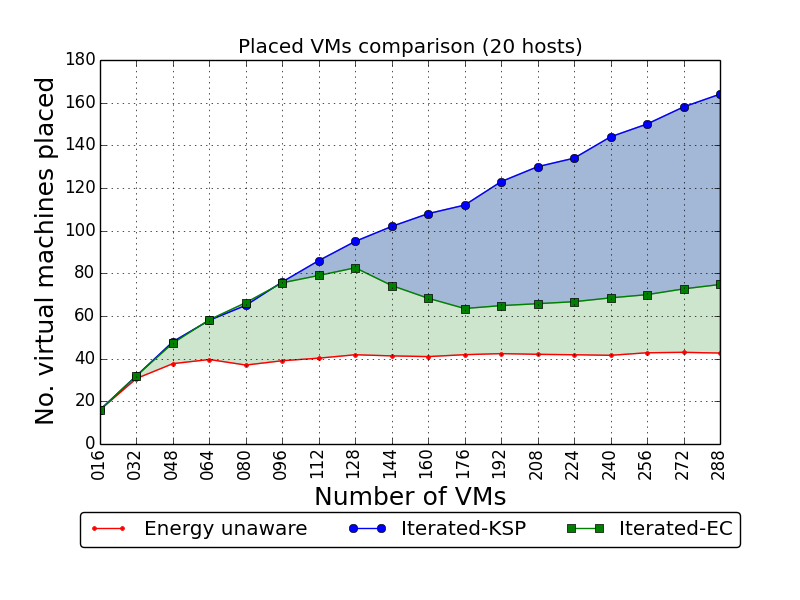 Placed VMs comparison (20 hosts)
No. virtual machines placed
180
160
140
120
100
80
60
40
20
0
016 032 048 064 080 096 112 128 144 160 176 192 208 224 240 256 272 288
Number of VMs
Energy unaware Iterated-KSP Iterated-EC